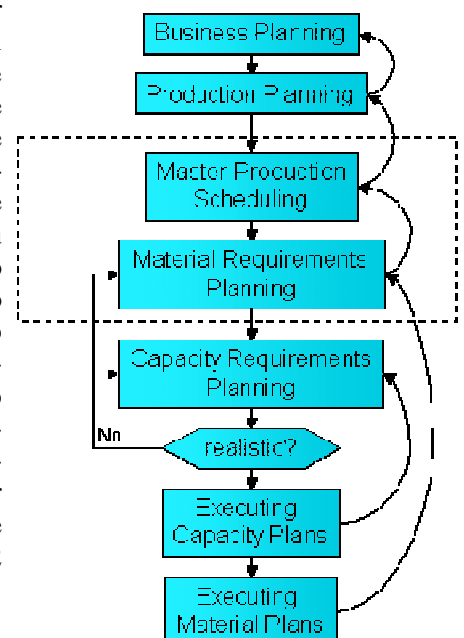 Business Planning
Production Planning
Master Production
Scheduling
Material Requirements
Planning
Capacity Requirements
Planning
No
realistic?
Executing
Capacity Plans
Executing
Material Plans